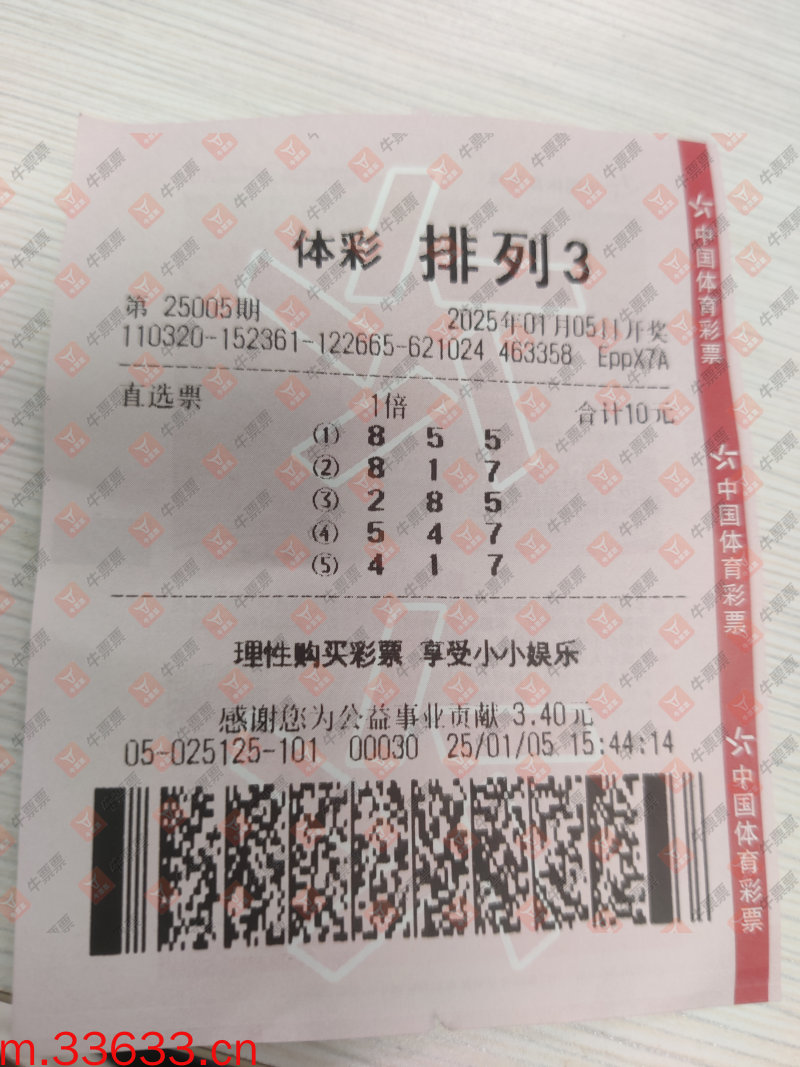 体彩 排列3
第 25005期
2025年01月05日开奖
110320-152361-122665-621024 463358 EppX7A
直选票 1倍 合计10元
① 8 5 5
② 8 1 7
③ 2 8 5
④ 5 4 7
⑤ 4 1 7
理性购买彩票 享受小小娱乐
感谢您为公益事业贡献 3.40元
05-025125-101 00030 25/01/05 15:44:14
中国体育彩票
中国体育彩票
中国体育彩票
牛票票
m.33633.cn